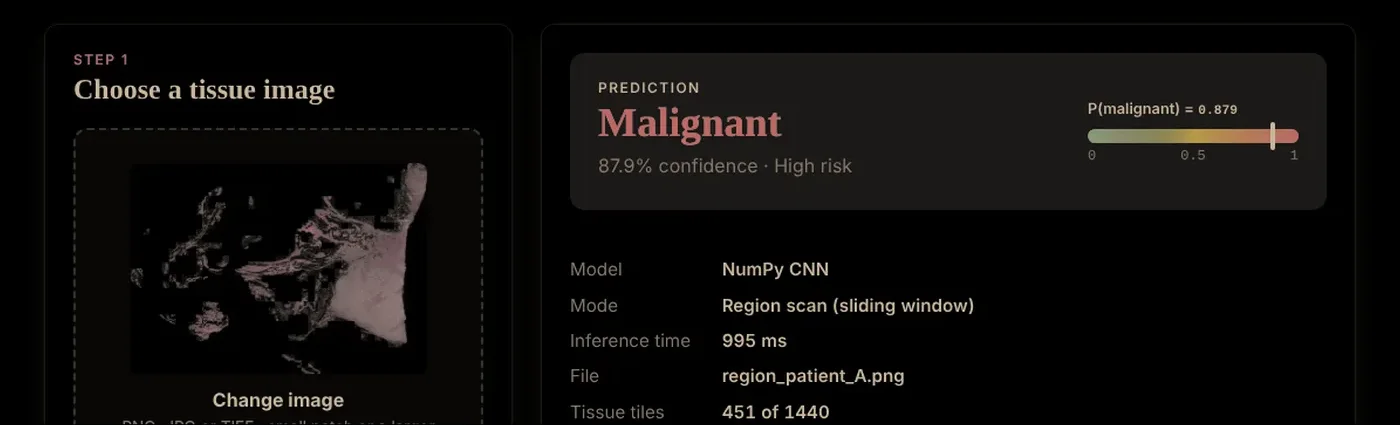 STEP 1
Choose a tissue image
Change image
PREDICTION
Malignant
87.9% confidence · High risk
P(malignant) = 0.879
0 0.5 1
Model NumPy CNN
Mode Region scan (sliding window)
Inference time 995 ms
File region_patient_A.png
Tissue tiles 451 of 1440